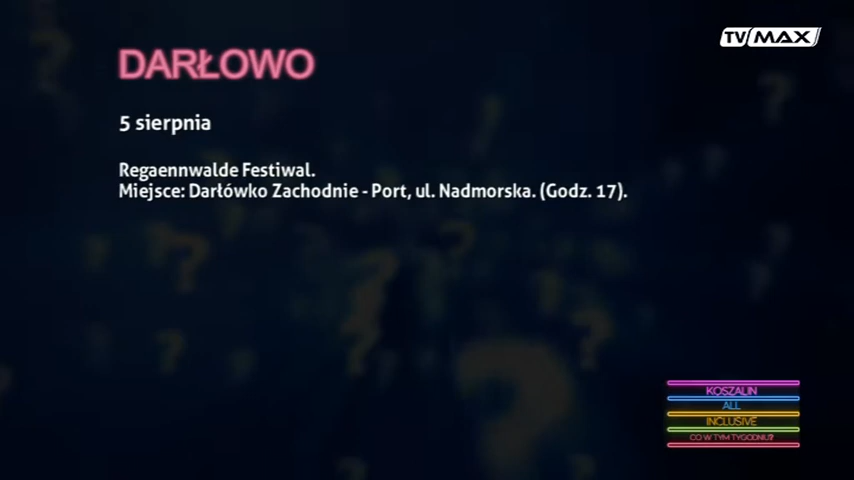 TV MAX
DARŁOWO
5 sierpnia
Regaennwalde Festiwal.
Miejsce: Darłówko Zachodnie - Port, ul. Nadmorska. (Godz. 17).
KOSZALIN
ALL
INCLUSIVE
CO W TYM TYGODNIU?